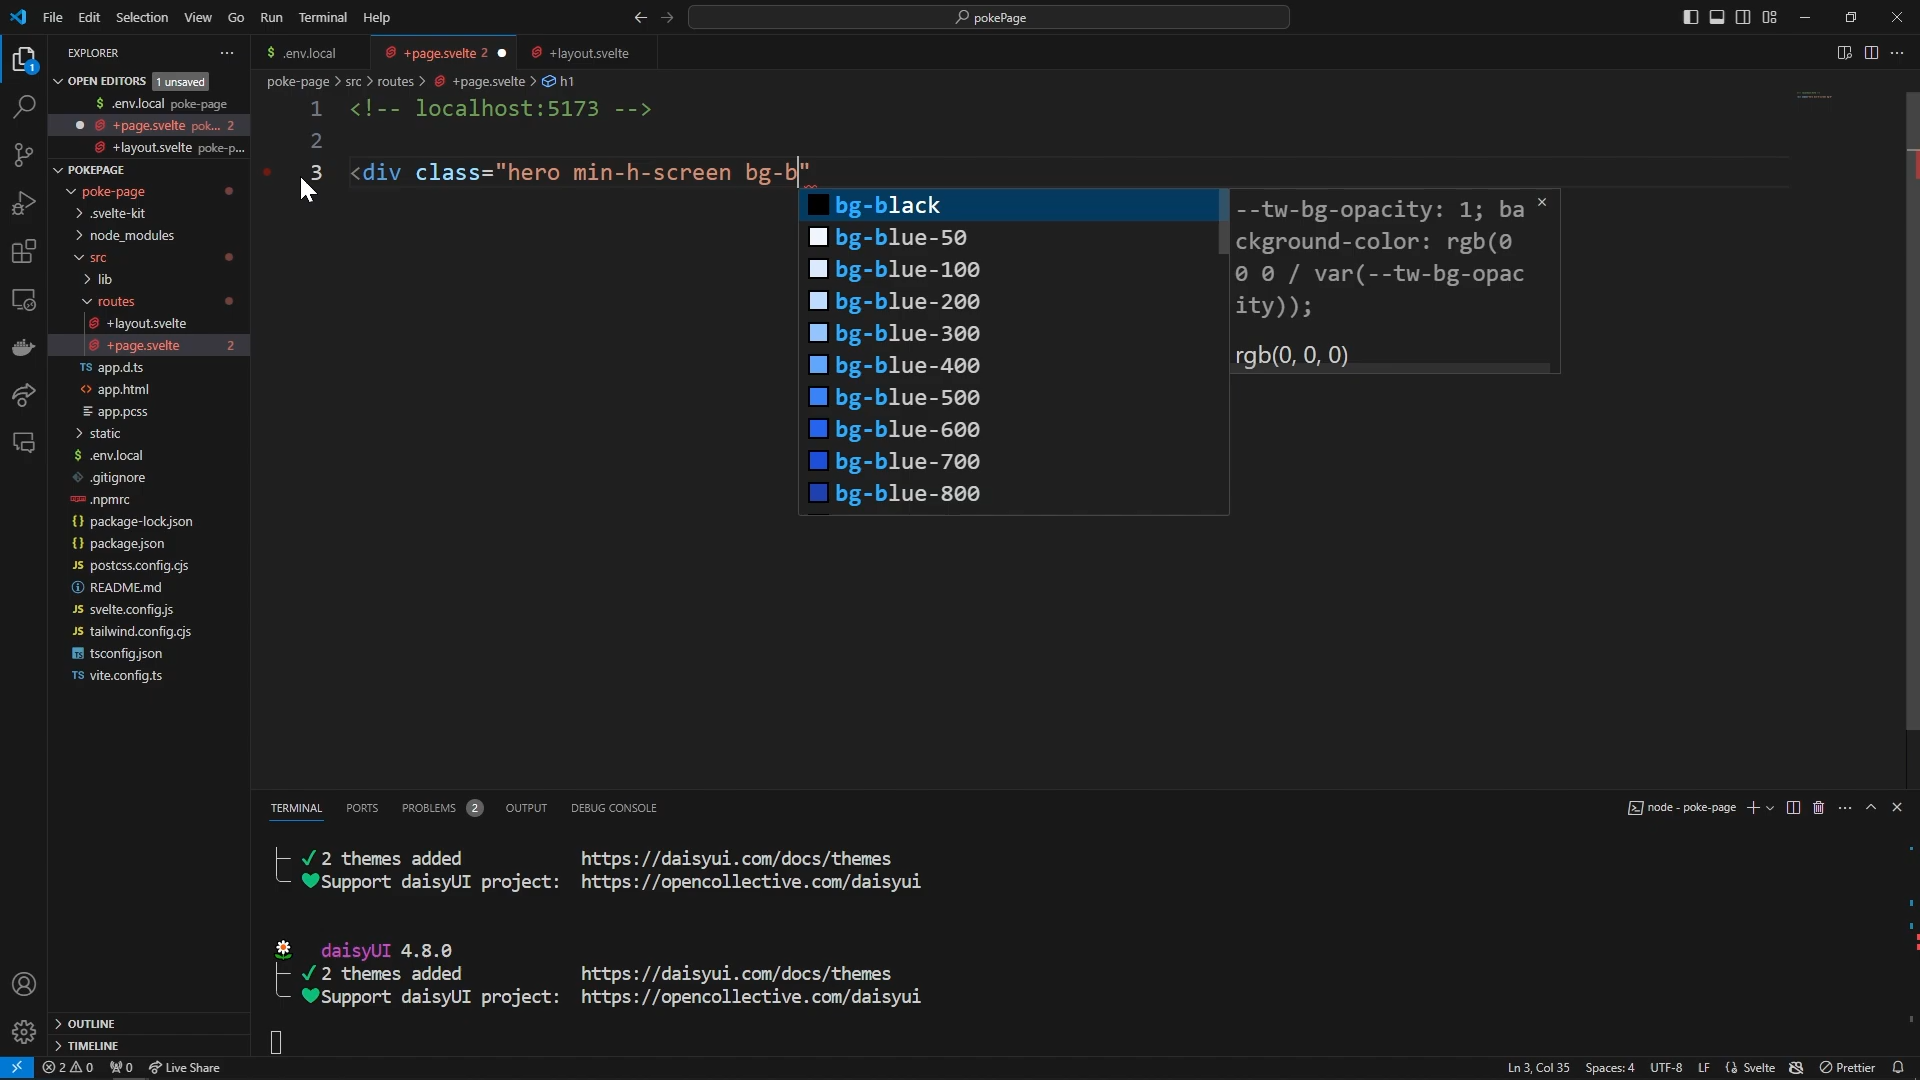 File Edit Selection View Go Run Terminal Help
pokePage
EXPLORER
OPEN EDITORS 1 unsaved
$ .env.local poke-page
+page.svelte pok... 2
+layout.svelte poke-p...
POKEPAGE
poke-page
.svelte-kit
node_modules
src
lib
routes
+layout.svelte
+page.svelte 2
TS app.d.ts
<> app.html
app.pcss
static
$ .env.local
.gitignore
npm .npmrc
{} package-lock.json
{} package.json
JS postcss.config.cjs
README.md
JS svelte.config.js
JS tailwind.config.cjs
TS tsconfig.json
TS vite.config.ts
OUTLINE
TIMELINE
$ .env.local
+page.svelte 2
+layout.svelte
poke-page > src > routes > +page.svelte > h1
1 <!-- localhost:5173 -->
2
3 <div class="hero min-h-screen bg-b"
bg-black
bg-blue-50
bg-blue-100
bg-blue-200
bg-blue-300
bg-blue-400
bg-blue-500
bg-blue-600
bg-blue-700
bg-blue-800
--tw-bg-opacity: 1; ba
ckground-color: rgb(0
0 0 / var(--tw-bg-opac
ity));
rgb(0, 0, 0)
TERMINAL PORTS PROBLEMS 2 OUTPUT DEBUG CONSOLE
node - poke-page
✓ 2 themes added https://daisyui.com/docs/themes
Support daisyUI project: https://opencollective.com/daisyui
daisyUI 4.8.0
✓ 2 themes added https://daisyui.com/docs/themes
Support daisyUI project: https://opencollective.com/daisyui
1
2 0 0 Live Share
Ln 3, Col 35 Spaces: 4 UTF-8 LF {} Svelte Prettier